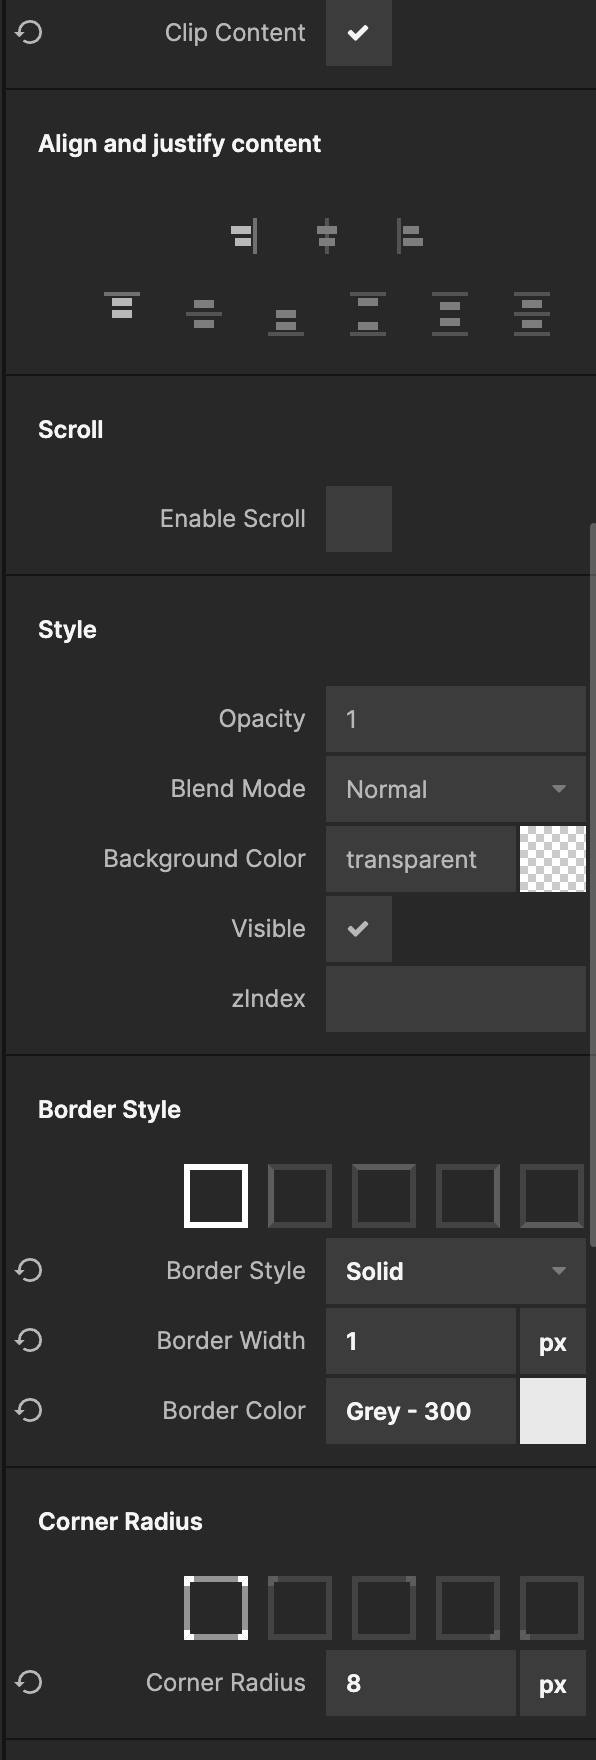 Clip Content
Align and justify content
Scroll
Enable Scroll
Style
Opacity 1
Blend Mode Normal
Background Color transparent
Visible
zIndex
Border Style
Border Style Solid
Border Width 1 px
Border Color Grey - 300
Corner Radius
Corner Radius 8 px